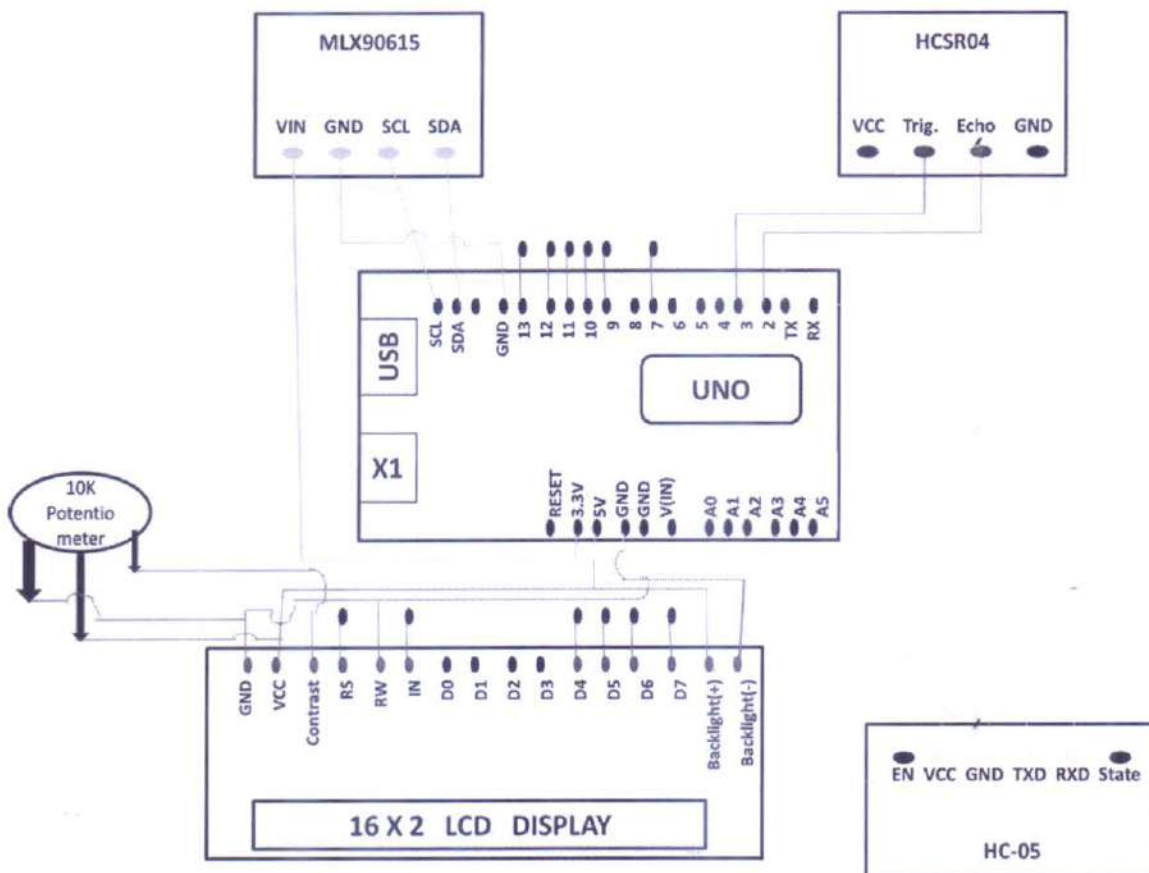 MLX90615
VIN GND SCL SDA
HCSR04
VCC Trig. Echo GND
SCL
SDA
GND
13
12
11
10
9
8
7
6
5
4
3
2
TX
RX
USB
UNO
X1
RESET
3.3V
5V
GND
GND
V(IN)
A0
A1
A2
A3
A4
A5
10K
Potentio
meter
GND
VCC
Contrast
RS
RW
IN
D0
D1
D2
D3
D4
D5
D6
D7
Backlight(+)
Backlight(-)
16 X 2 LCD DISPLAY
EN VCC GND TXD RXD State
HC-05